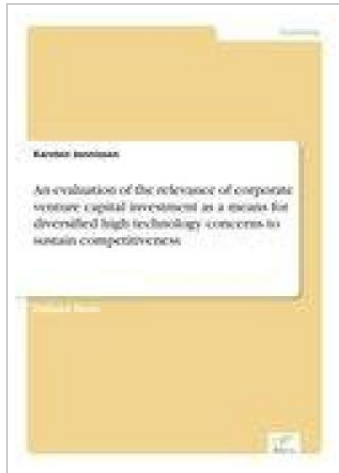 Karsten Jennissen
An evaluation of the relevance of corporate
venture capital investment as a means for
diversified high technology concerns to
sustain competitiveness